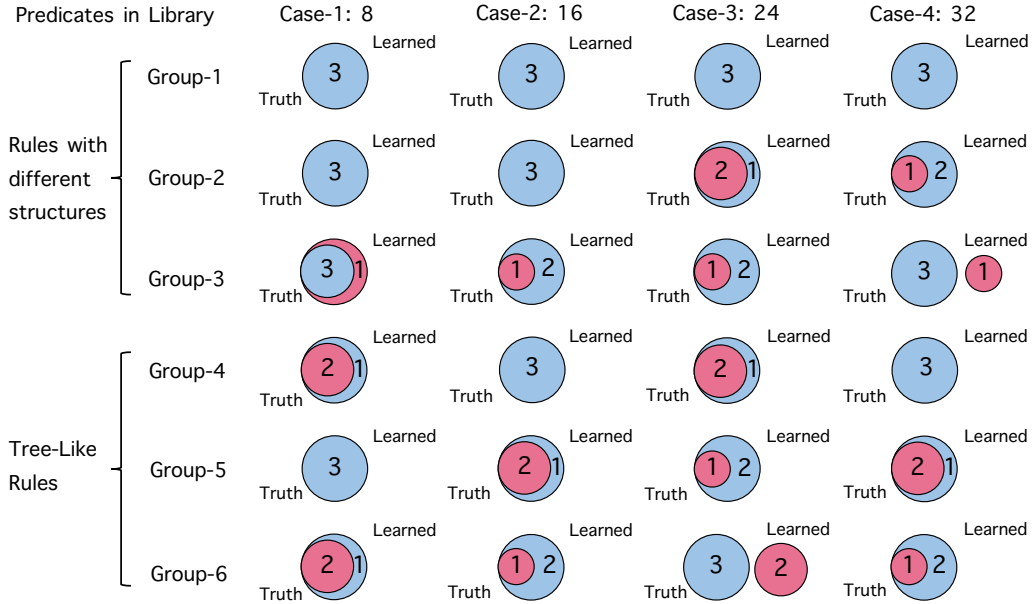 Predicates in Library Case-1: 8 Case-2: 16 Case-3: 24 Case-4: 32
Rules with
different
structures
Group-1
Truth 3 Learned
Truth 3 Learned
Truth 3 Learned
Truth 3 Learned
Group-2
Truth 3 Learned
Truth 3 Learned
Truth 2 1 Learned
Truth 1 2 Learned
Group-3
Truth 3 1 Learned
Truth 1 2 Learned
Truth 1 2 Learned
Truth 3 1 Learned
Tree-Like
Rules
Group-4
Truth 2 1 Learned
Truth 3 Learned
Truth 2 1 Learned
Truth 3 Learned
Group-5
Truth 3 Learned
Truth 2 1 Learned
Truth 1 2 Learned
Truth 2 1 Learned
Group-6
Truth 2 1 Learned
Truth 1 2 Learned
Truth 3 2 Learned
Truth 1 2 Learned